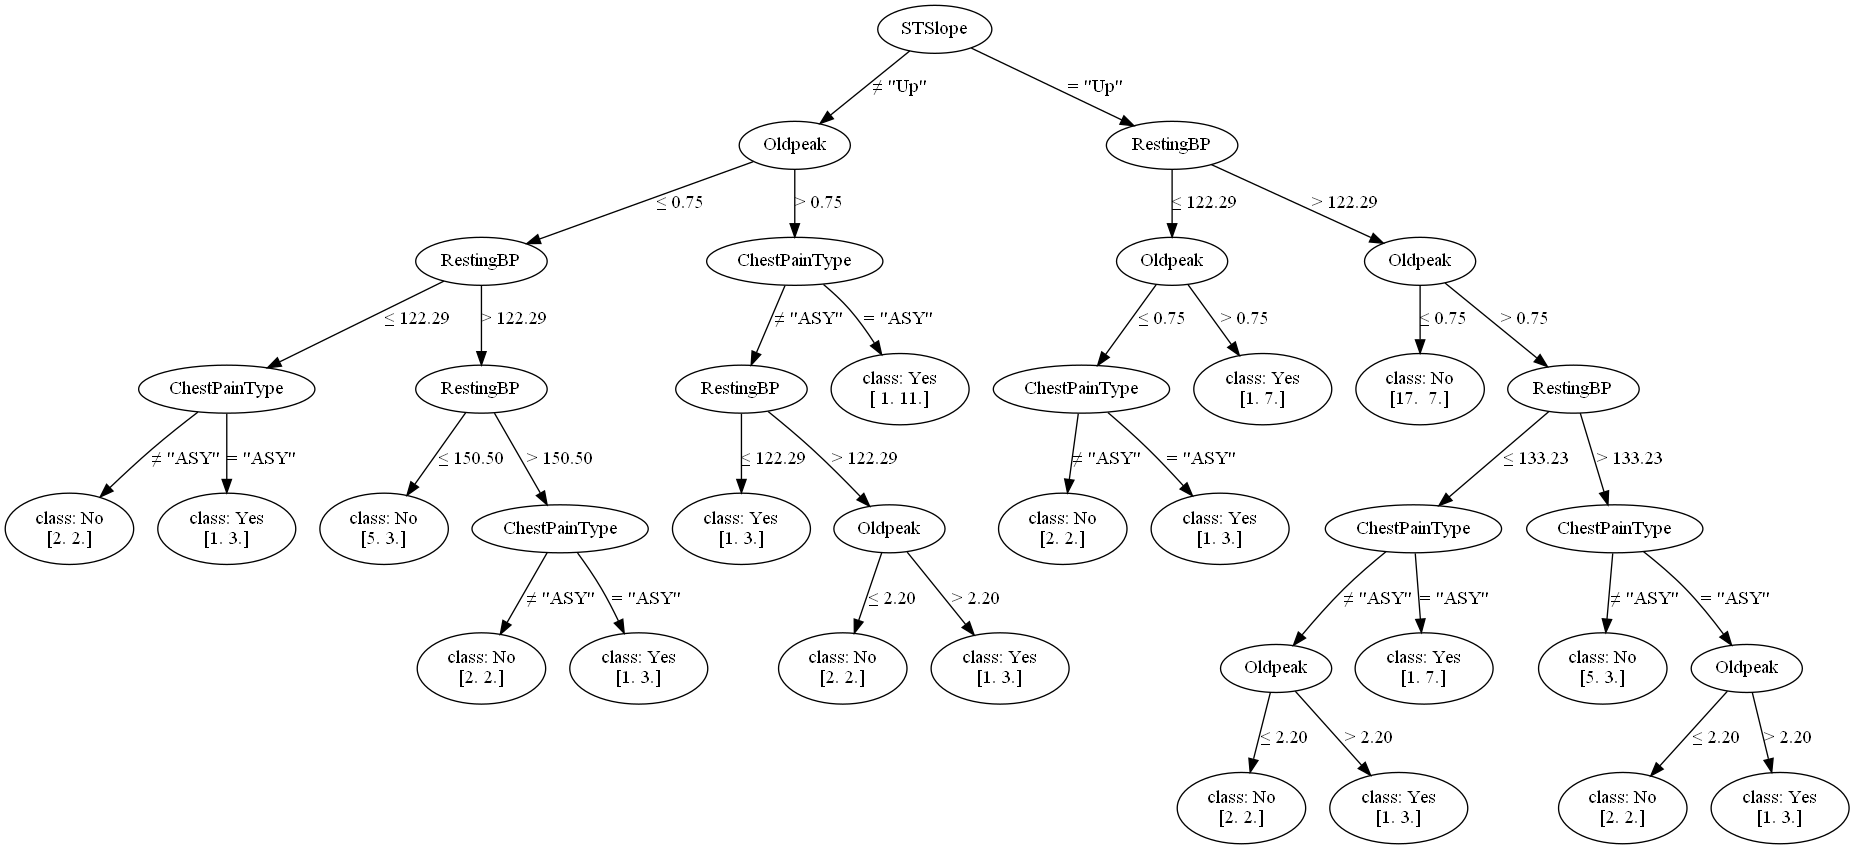 STSlope
≠ "Up"
= "Up"
Oldpeak
RestingBP
≤ 0.75
> 0.75
≤ 122.29
> 122.29
RestingBP
ChestPainType
Oldpeak
Oldpeak
≤ 122.29
> 122.29
≠ "ASY"
= "ASY"
≤ 0.75
> 0.75
≤ 0.75
> 0.75
ChestPainType
RestingBP
RestingBP
class: Yes
[ 1. 11.]
ChestPainType
class: Yes
[1. 7.]
class: No
[17. 7.]
RestingBP
≠ "ASY"
= "ASY"
≤ 150.50
> 150.50
≤ 122.29
> 122.29
≠ "ASY"
= "ASY"
≤ 133.23
> 133.23
class: No
[2. 2.]
class: Yes
[1. 3.]
class: No
[5. 3.]
ChestPainType
class: Yes
[1. 3.]
Oldpeak
class: No
[2. 2.]
class: Yes
[1. 3.]
ChestPainType
ChestPainType
≠ "ASY"
= "ASY"
≤ 2.20
> 2.20
≠ "ASY"
= "ASY"
≠ "ASY"
= "ASY"
class: No
[2. 2.]
class: Yes
[1. 3.]
class: No
[2. 2.]
class: Yes
[1. 3.]
Oldpeak
class: Yes
[1. 7.]
class: No
[5. 3.]
Oldpeak
≤ 2.20
> 2.20
≤ 2.20
> 2.20
class: No
[2. 2.]
class: Yes
[1. 3.]
class: No
[2. 2.]
class: Yes
[1. 3.]